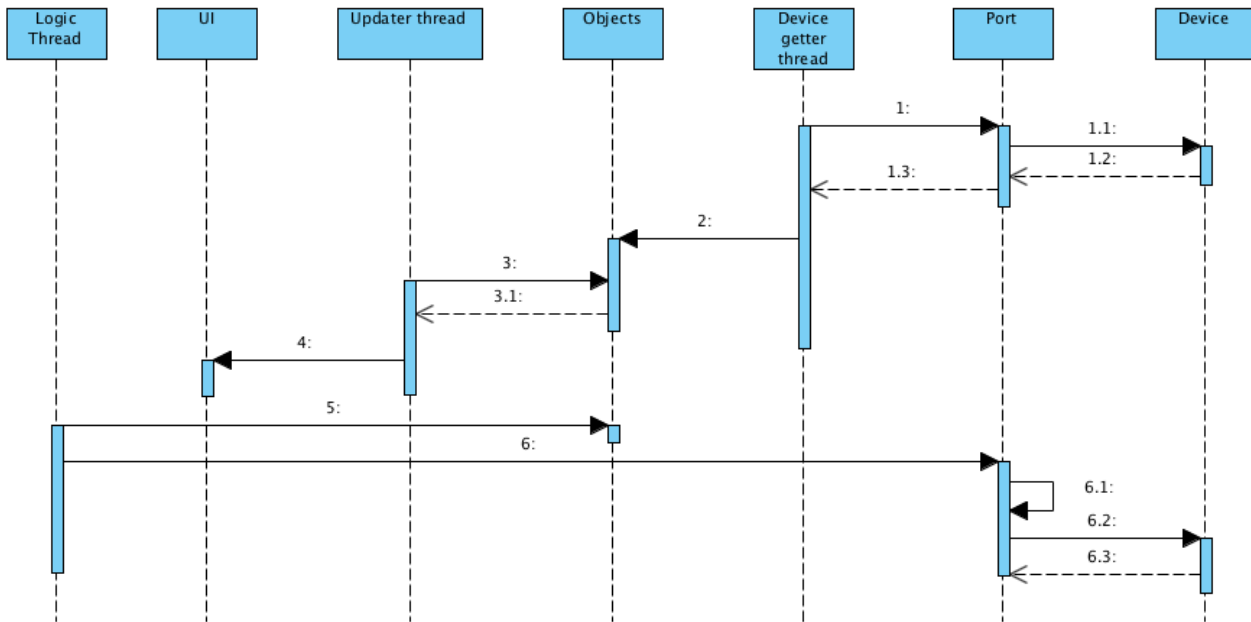 Logic
Thread
UI
Updater thread
Objects
Device
getter
thread
Port
Device
1:
1.1:
1.2:
1.3:
2:
3:
3.1:
4:
5:
6:
6.1:
6.2:
6.3: